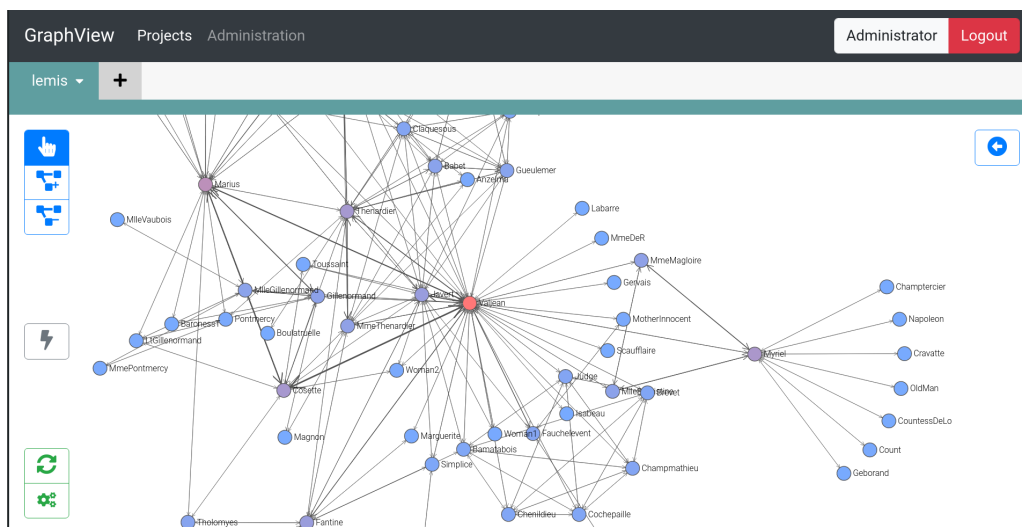 GraphView Projects Administration Administrator Logout
lemis
Claquesous
Babet
Gueulemer
Anzelma
Marius
Thenardier
Labarre
MlleVaubois
MmeDeR
MmeMagloire
Toussaint
Gervais
Champtercier
MlleGillenormand
Gillenormand
Javert
Valjean
Pontmercy
MotherInnocent
Napoleon
BaronessT
MmeThenardier
Boulatruelle
LtGillenormand
Scaufflaire
Myriel
Cravatte
MmePontmercy
Woman2
Judge
OldMan
Cosette
Brevet
Isabeau
CountessDeLo
Magnon
Marguerite
Woman1
Fauchelevent
Bamatabois
Count
Simplice
Champmathieu
Geborand
Chenildieu
Cochepaille
Tholomyes
Fantine